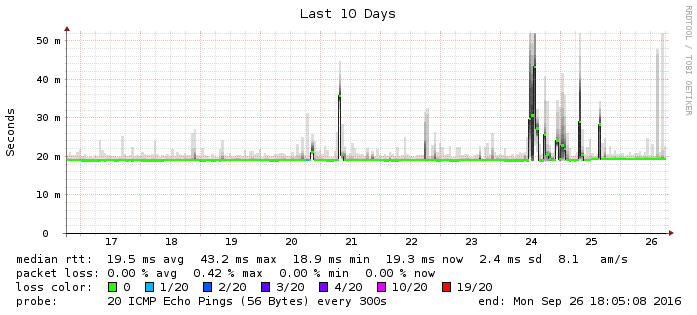 Last 10 Days
RRDTOOL / TOBI OETIKER
Seconds
50 m
40 m
30 m
20 m
10 m
0
17 18 19 20 21 22 23 24 25 26
median rtt: 19.5 ms avg 43.2 ms max 18.9 ms min 19.3 ms now 2.4 ms sd 8.1 am/s
packet loss: 0.00 % avg 0.42 % max 0.00 % min 0.00 % now
loss color: 0 1/20 2/20 3/20 4/20 10/20 19/20
probe: 20 ICMP Echo Pings (56 Bytes) every 300s end: Mon Sep 26 18:05:08 2016